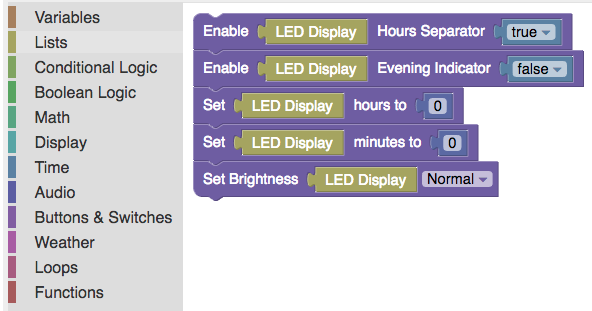 Variables
Lists
Conditional Logic
Boolean Logic
Math
Display
Time
Audio
Buttons & Switches
Weather
Loops
Functions
Enable LED Display Hours Separator true
Enable LED Display Evening Indicator false
Set LED Display hours to 0
Set LED Display minutes to 0
Set Brightness LED Display Normal